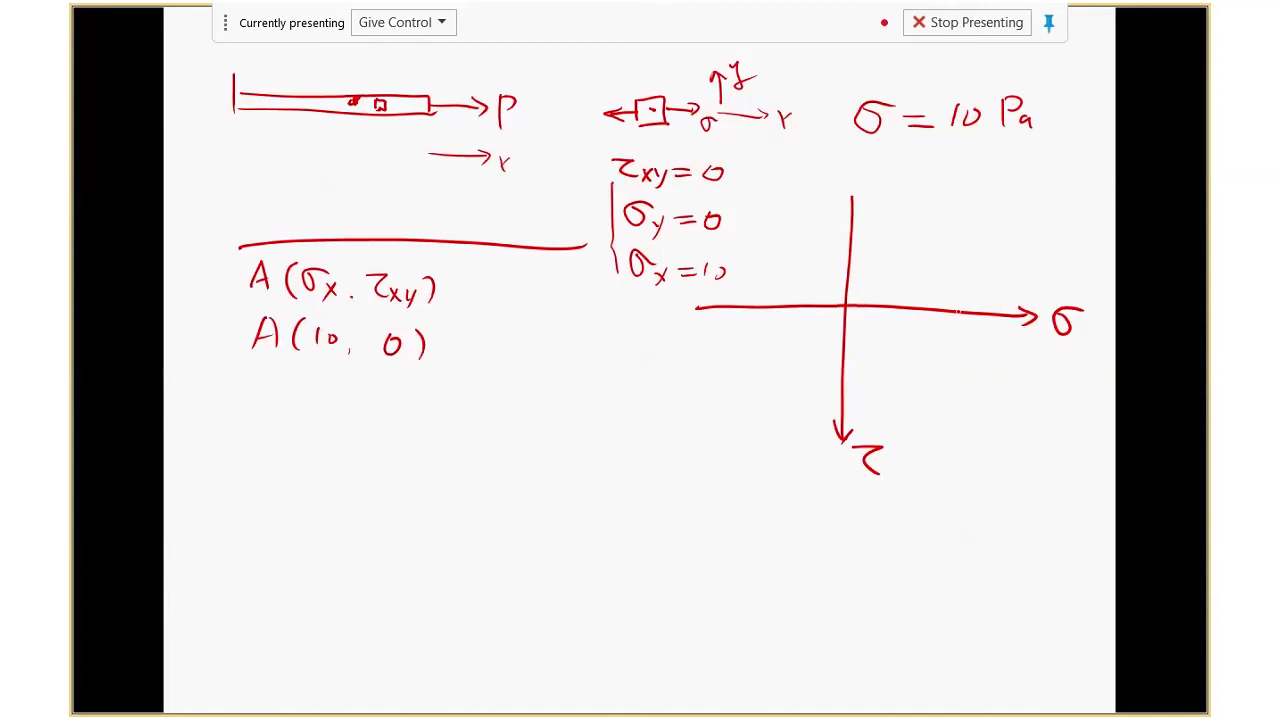 Currently presenting
Give Control
Stop Presenting
P
x
y
σ
x
σ = 10 Pa
τxy = 0
σy = 0
σx = 10
A (σx . τxy)
A (10, 0)
σ
τ